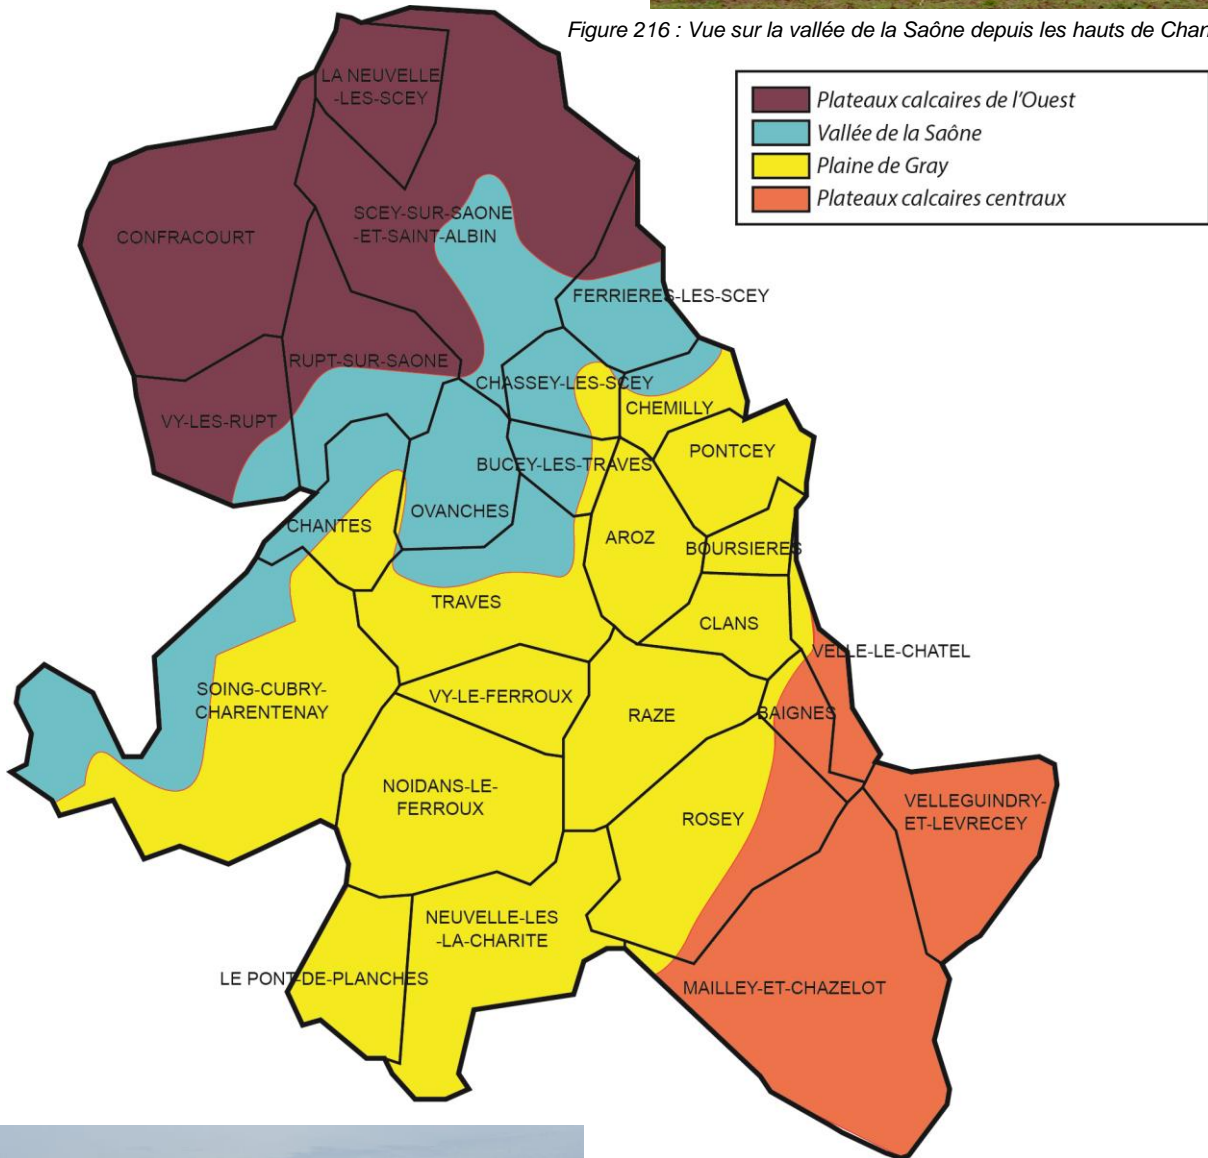 Figure 216 : Vue sur la vallée de la Saône depuis les hauts de Chan
Plateaux calcaires de l'Ouest
Vallée de la Saône
Plaine de Gray
Plateaux calcaires centraux
LA NEUVELLE
-LES-SCEY
SCEY-SUR-SAONE
-ET-SAINT-ALBIN
CONFRACOURT
FERRIERES-LES-SCEY
RUPT-SUR-SAONE
CHASSEY-LES-SCEY
CHEMILLY
VY-LES-RUPT
PONTCEY
BUCEY-LES-TRAVES
OVANCHES
CHANTES
AROZ
BOURSIERES
TRAVES
CLANS
VELLE-LE-CHATEL
SOING-CUBRY-
CHARENTENAY
VY-LE-FERROUX
RAZE
BAIGNES
NOIDANS-LE-
FERROUX
ROSEY
VELLEGUINDRY-
ET-LEVRECEY
NEUVELLE-LES
-LA-CHARITE
LE PONT-DE-PLANCHES
MAILLEY-ET-CHAZELOT